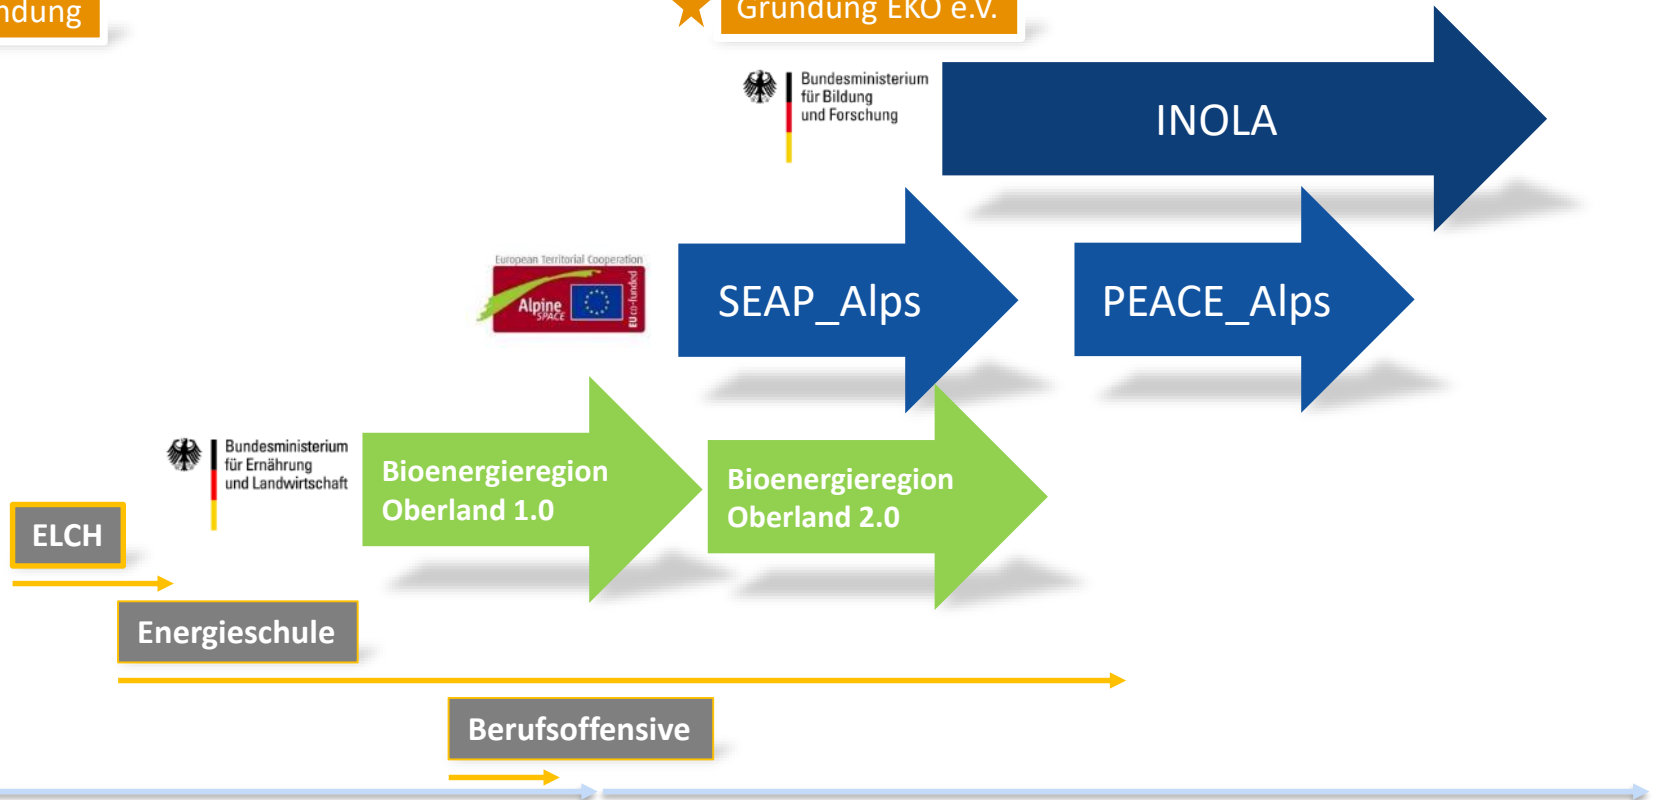 ndung
Gründung EKO e.V.
Bundesministerium
für Bildung
und Forschung
INOLA
European Territorial Cooperation
Alpine
SPACE
EU co-funded
SEAP_Alps
PEACE_Alps
Bundesministerium
für Ernährung
und Landwirtschaft
Bioenergieregion
Oberland 1.0
Bioenergieregion
Oberland 2.0
ELCH
Energieschule
Berufsoffensive